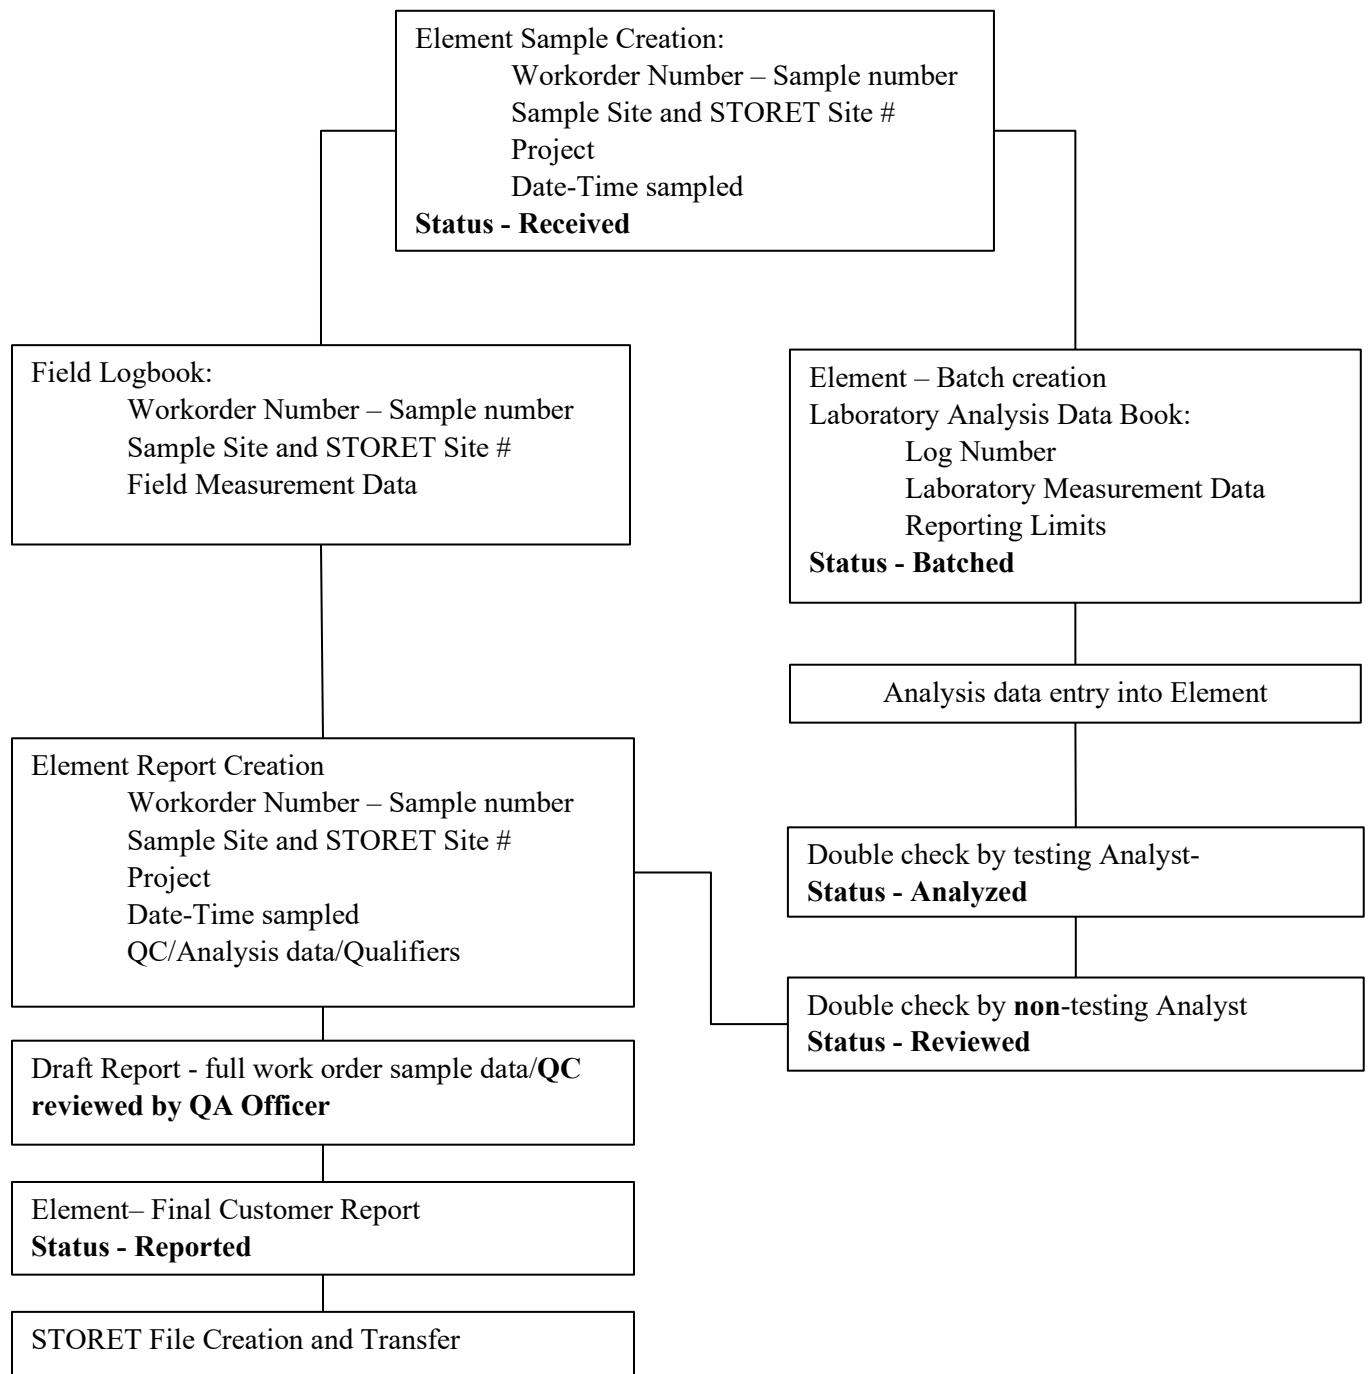 Element Sample Creation:
Workorder Number – Sample number
Sample Site and STORET Site #
Project
Date-Time sampled
Status - Received
Field Logbook:
Workorder Number – Sample number
Sample Site and STORET Site #
Field Measurement Data
Element – Batch creation
Laboratory Analysis Data Book:
Log Number
Laboratory Measurement Data
Reporting Limits
Status - Batched
Analysis data entry into Element
Element Report Creation
Workorder Number – Sample number
Sample Site and STORET Site #
Project
Date-Time sampled
QC/Analysis data/Qualifiers
Double check by testing Analyst-
Status - Analyzed
Double check by non-testing Analyst
Status - Reviewed
Draft Report - full work order sample data/QC
reviewed by QA Officer
Element– Final Customer Report
Status - Reported
STORET File Creation and Transfer